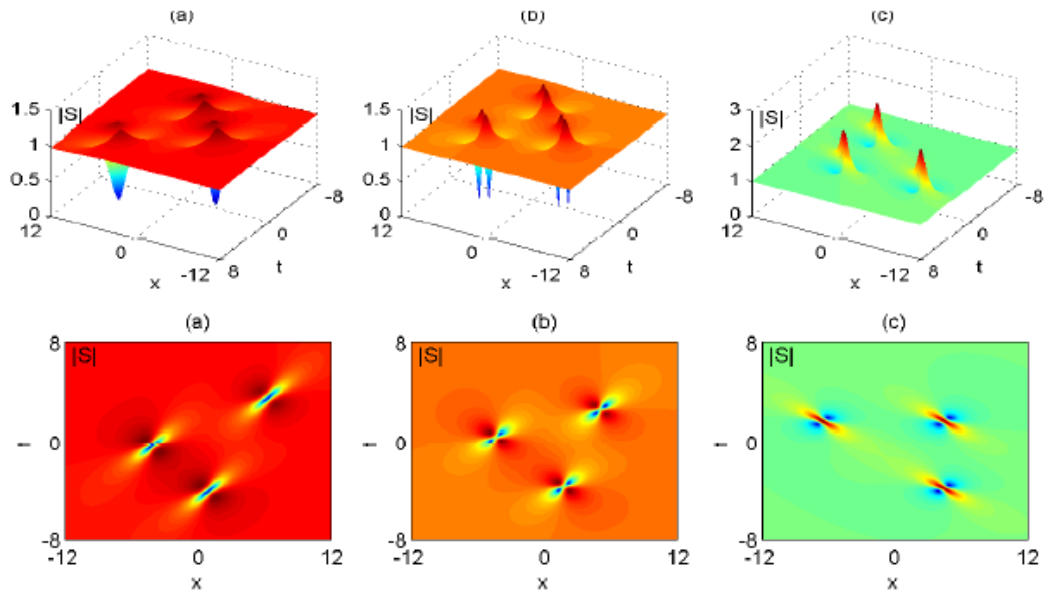 (a) (b) (c)
1.5 |S| 1.5 |S| 3 |S|
1 1 2
0.5 0.5 1
0 -8 0 -8 0 -8
12 0 12 0 12 0
0 0 0
-12 8 t -12 8 t -12 8 t
x x x
(a) (b) (c)
8 |S| 8 |S| 8 |S|
t 0 t 0 t 0
-8 -8 -8
-12 0 12 -12 0 12 -12 0 12
x x x